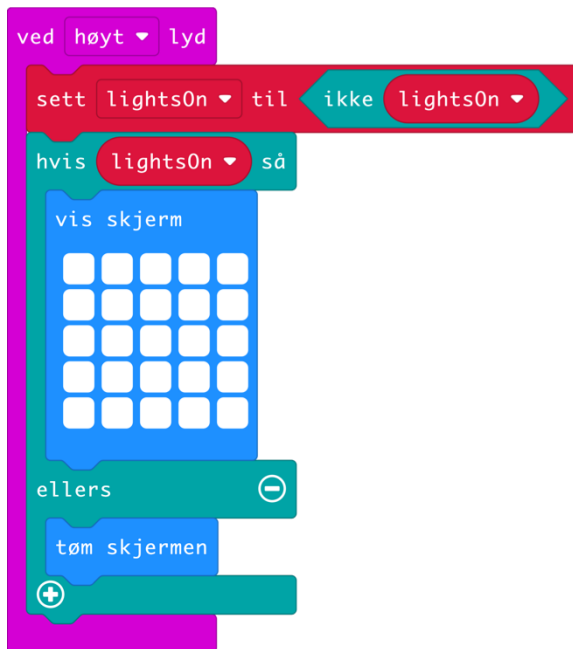 ved høyt lyd
sett lightsOn til ikke lightsOn
hvis lightsOn så
vis skjerm
ellers
tøm skjermen